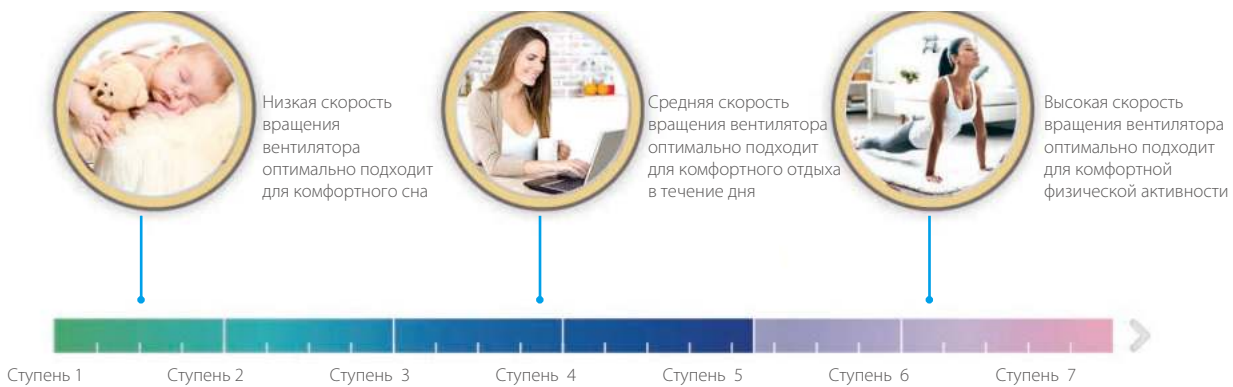 Низкая скорость
вращения
вентилятора
оптимально подходит
для комфортного сна
Средняя скорость
вращения вентилятора
оптимально подходит
для комфортного отдыха
в течение дня
Высокая скорость
вращения вентилятора
оптимально подходит
для комфортной
физической активности
Ступень 1 Ступень 2 Ступень 3 Ступень 4 Ступень 5 Ступень 6 Ступень 7